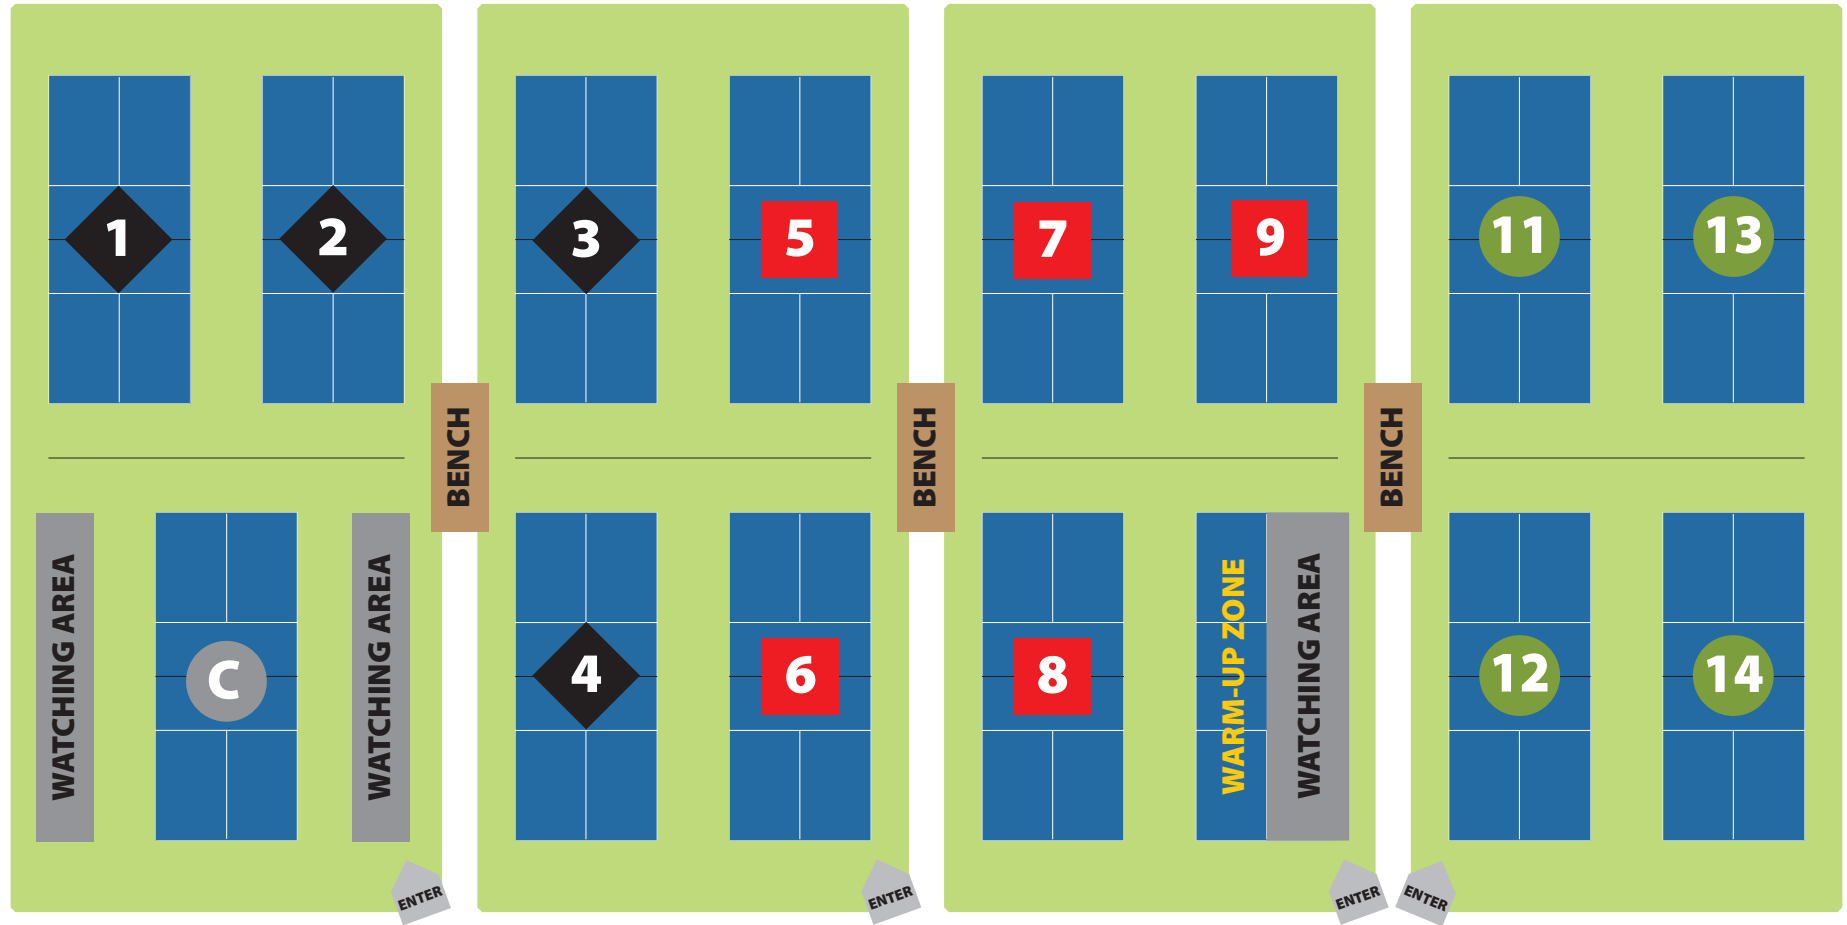 1
2
3
5
7
9
11
13
BENCH
BENCH
BENCH
WATCHING AREA
C
WATCHING AREA
4
6
8
WARM-UP ZONE
WATCHING AREA
12
14
ENTER
ENTER
ENTER
ENTER